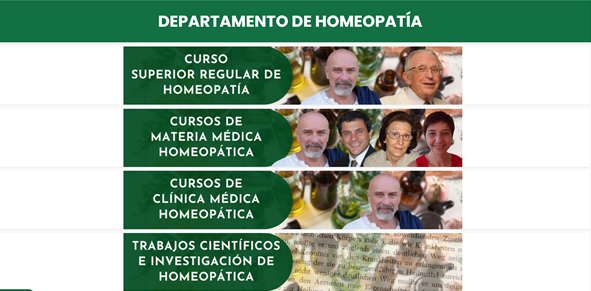 DEPARTAMENTO DE HOMEOPATÍA
CURSO
SUPERIOR REGULAR DE
HOMEOPATÍA
CURSOS DE
MATERIA MÉDICA
HOMEOPÁTICA
CURSOS DE
CLÍNICA MÉDICA
HOMEOPÁTICA
TRABAJOS CIENTÍFICOS
E INVESTIGACIÓN DE
HOMEOPÁTICA